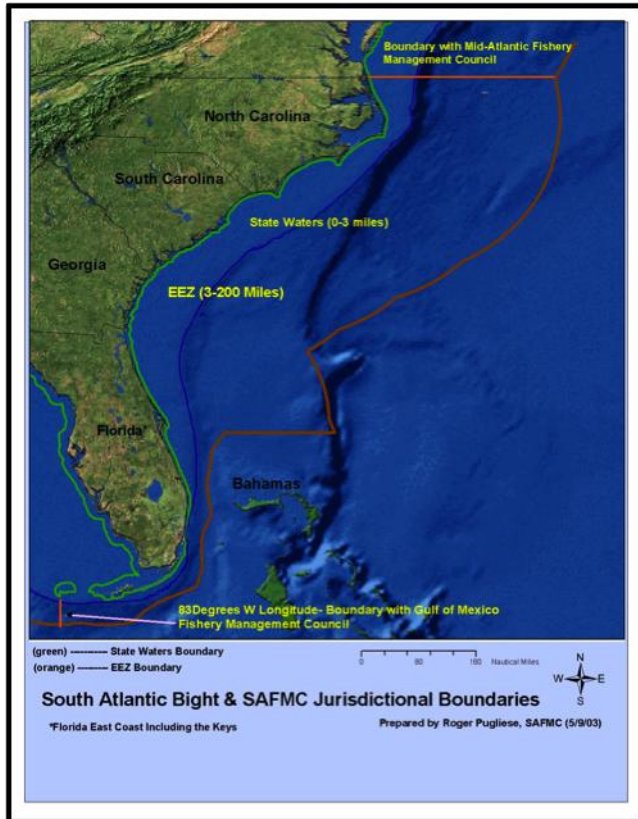 Boundary with Mid-Atlantic Fishery
Management Council
North Carolina
South Carolina
State Waters (0-3 miles)
Georgia
EEZ (3-200 Miles)
Florida*
Bahamas
83Degrees W Longitude- Boundary with Gulf of Mexico
Fishery Management Council
(green) ---------- State Waters Boundary
(orange) ---------- EEZ Boundary
0 80 160 Nautical Miles
N
W E
S
South Atlantic Bight & SAFMC Jurisdictional Boundaries
*Florida East Coast Including the Keys
Prepared by Roger Pugliese, SAFMC (5/9/03)